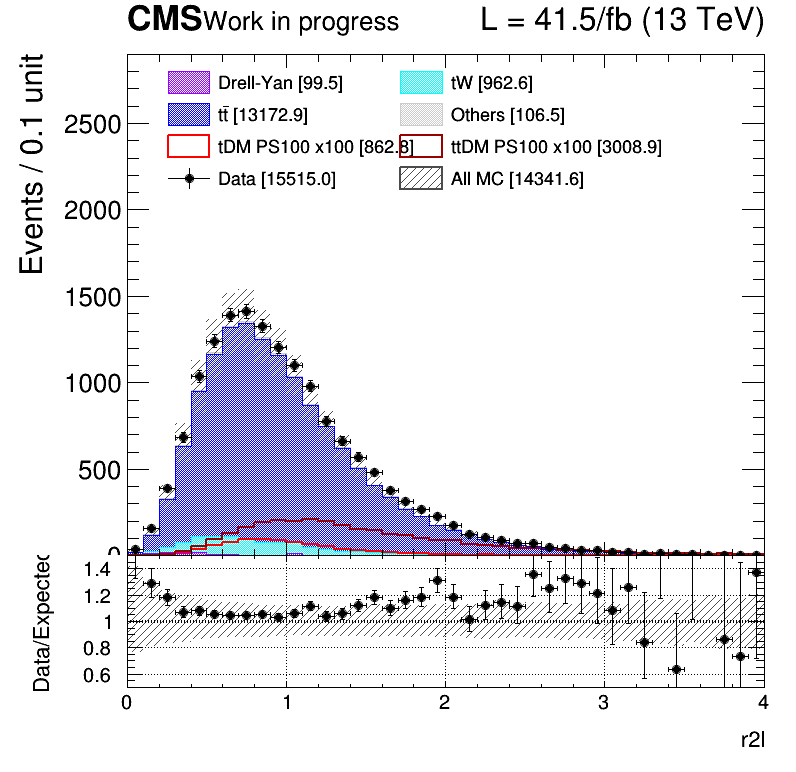 CMS Work in progress L = 41.5/fb (13 TeV)
Events / 0.1 unit
Drell-Yan [99.5] tW [962.6]
tt̄ [13172.9] Others [106.5]
tDM PS100 x100 [862.8] ttDM PS100 x100 [3008.9]
Data [15515.0] All MC [14341.6]
2500
2000
1500
1000
500
0
Data/Expected
1.4
1.2
1
0.8
0.6
0 1 2 3 4
r2l